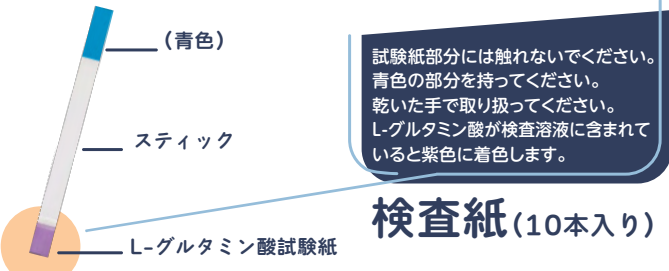 (青色)
スティック
L-グルタミン酸試験紙
試験紙部分には触れないでください。
青色の部分を持ってください。
乾いた手で取り扱ってください。
L-グルタミン酸が検査溶液に含まれて
いると紫色に着色します。
検査紙(10本入り)